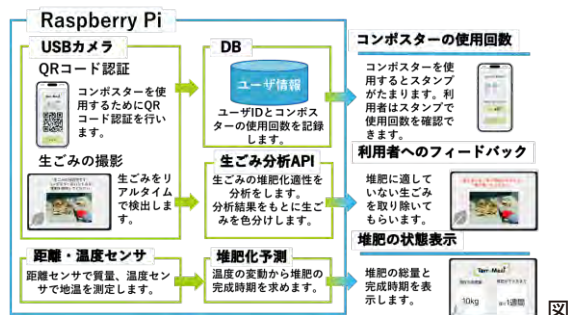 Raspberry Pi
USBカメラ
QRコード認証
コンポスターを使
用するためにQR
コード認証を行い
ます。
生ごみの撮影
生ごみをリ
アルタイム
で検出しま
す。
DB
ユーザ情報
ユーザIDとコンポス
ターの使用回数を記録
します。
生ごみ分析API
生ごみの堆肥化適性を
分析をします。
分析結果をもとに生ご
みを色分けします。
距離・温度センサ
距離センサで質量、温度セン
サで地温を測定します。
堆肥化予測
温度の変動から堆肥の
完成時期を求めます。
コンポスターの使用回数
コンポスターを使
用するとスタンプ
がたまります。利
用者はスタンプで
使用回数を確認で
きます。
利用者へのフィードバック
堆肥に適して
いない生ごみ
を取り除いて
もらいます。
堆肥の状態表示
堆肥の総量と
完成時期を表
示します。
10kg
1週間
図